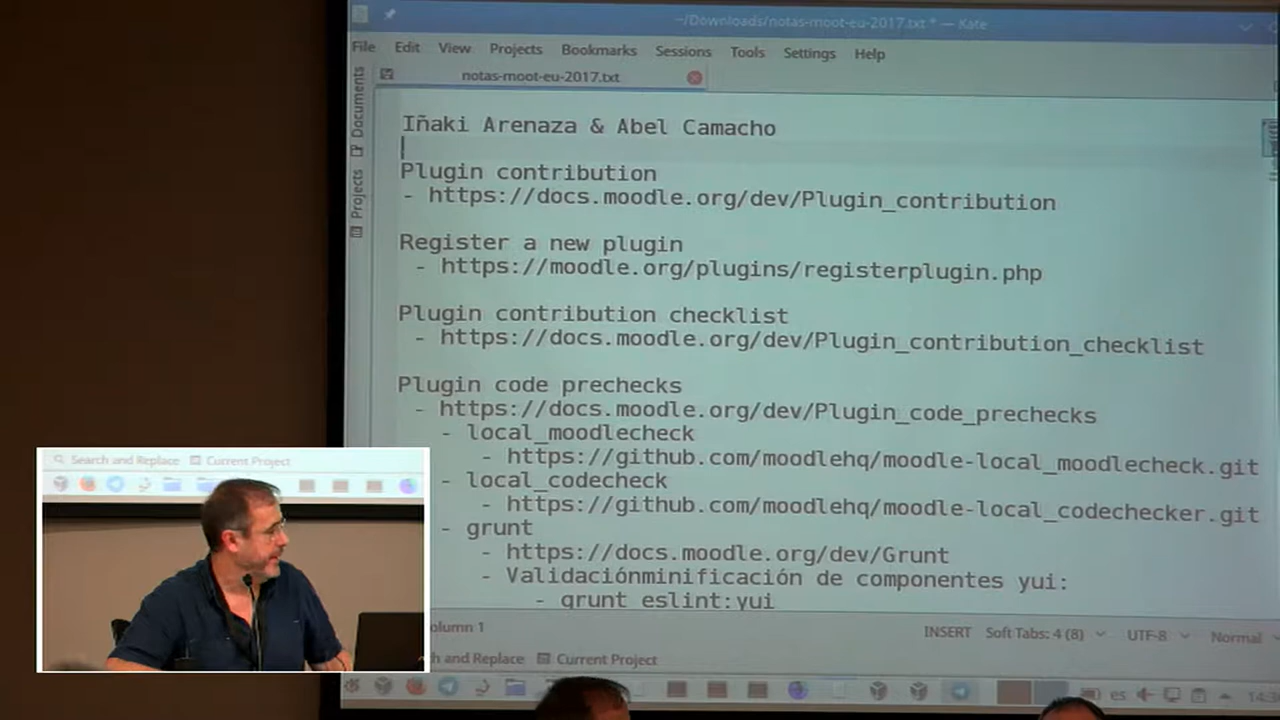 ~/Downloads/notas-moot-eu-2017.txt * — Kate
File Edit View Projects Bookmarks Sessions Tools Settings Help
notas-moot-eu-2017.txt
Documents
Projects
Iñaki Arenaza & Abel Camacho
Plugin contribution
- https://docs.moodle.org/dev/Plugin_contribution
Register a new plugin
- https://moodle.org/plugins/registerplugin.php
Plugin contribution checklist
- https://docs.moodle.org/dev/Plugin_contribution_checklist
Plugin code prechecks
- https://docs.moodle.org/dev/Plugin_code_prechecks
- local_moodlecheck
- https://github.com/moodlehq/moodle-local_moodlecheck.git
- local_codecheck
- https://github.com/moodlehq/moodle-local_codechecker.git
- grunt
- https://docs.moodle.org/dev/Grunt
- Validaciónminificación de componentes yui:
- grunt eslint:yui
olumn 1 INSERT Soft Tabs: 4 (8) UTF-8 Normal
h and Replace Current Project
es 14:3
Search and Replace Current Project